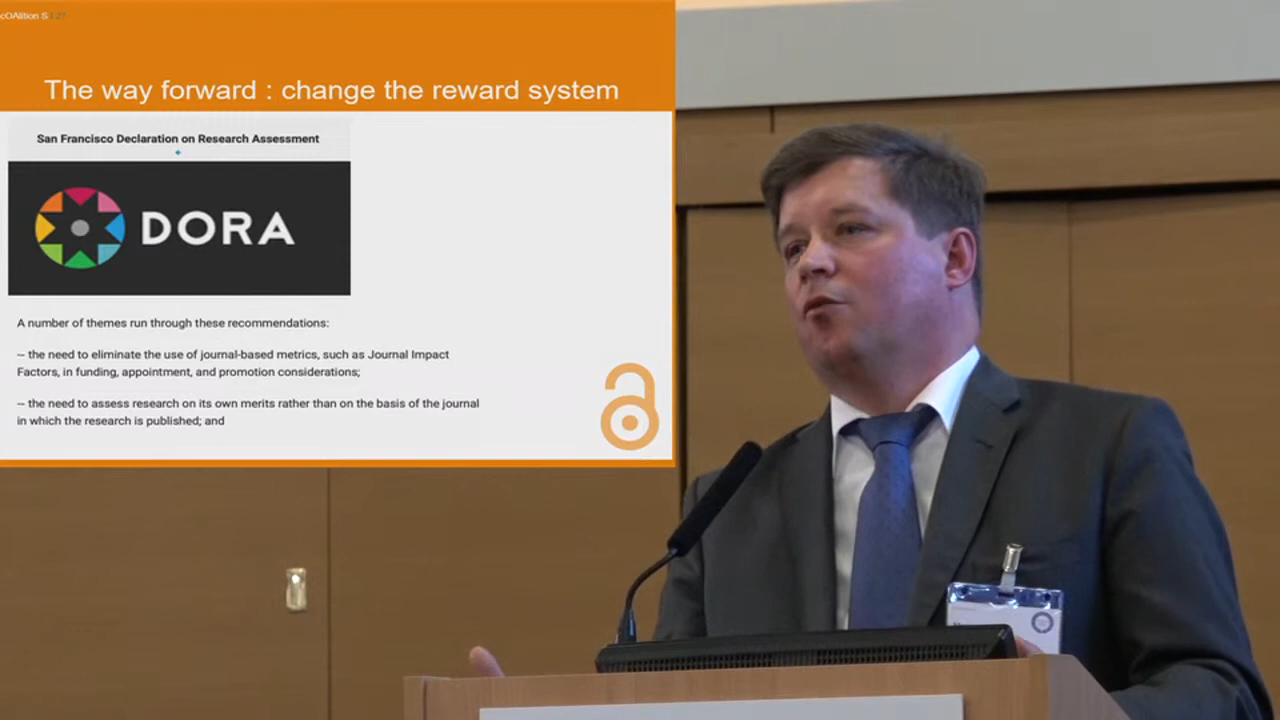 cOAlition S | 27
The way forward : change the reward system
San Francisco Declaration on Research Assessment
DORA
A number of themes run through these recommendations:
-- the need to eliminate the use of journal-based metrics, such as Journal Impact
Factors, in funding, appointment, and promotion considerations;
-- the need to assess research on its own merits rather than on the basis of the journal
in which the research is published; and